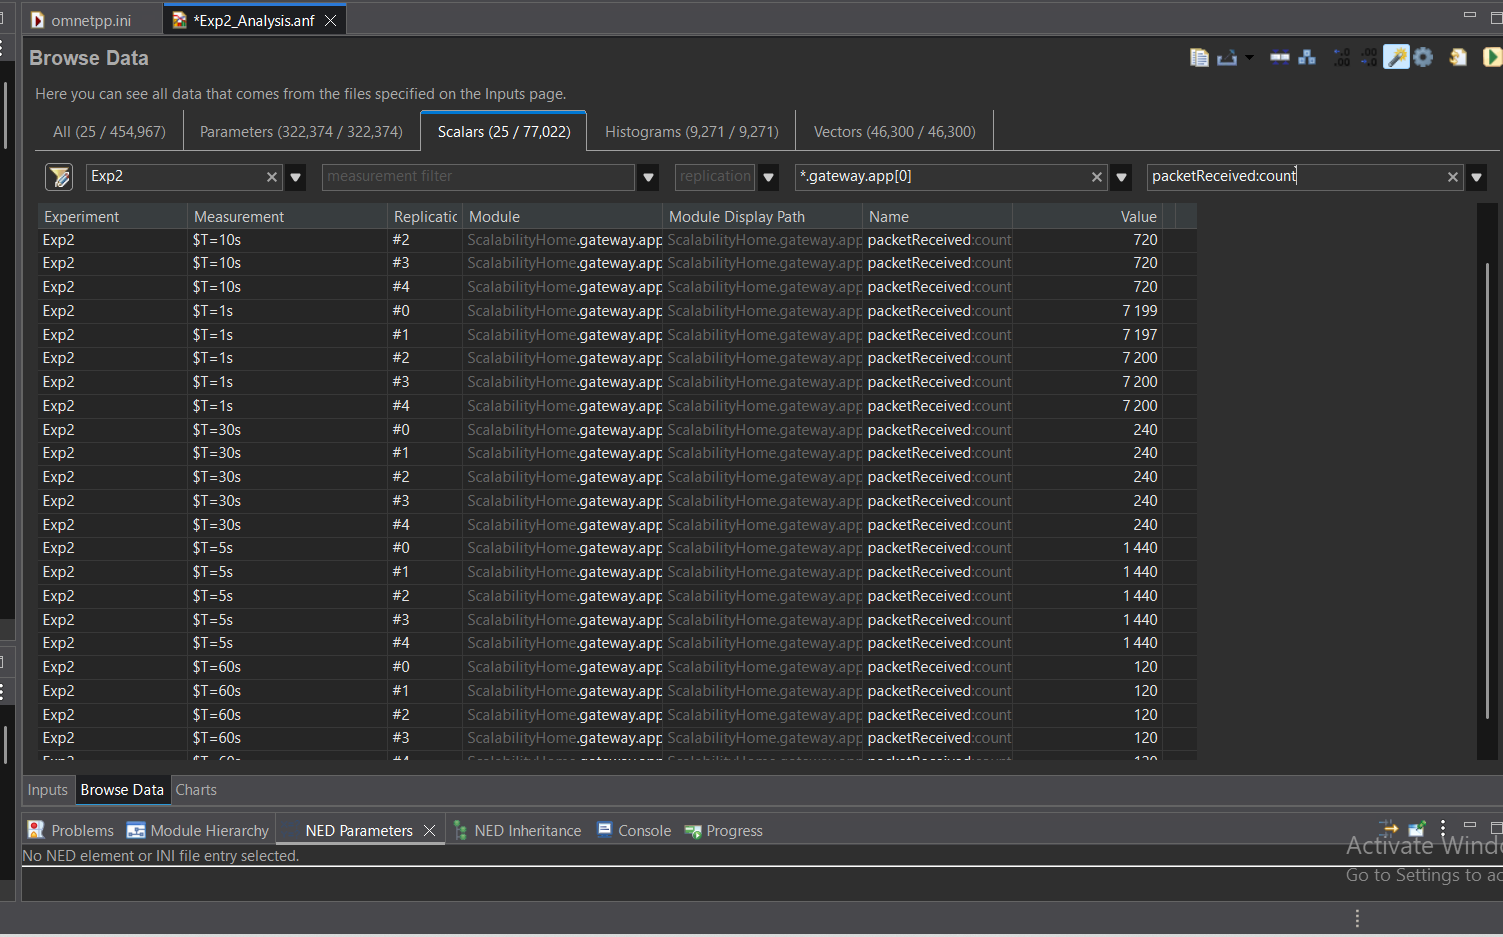 omnetpp.ini *Exp2_Analysis.anf
Browse Data
Here you can see all data that comes from the files specified on the Inputs page.
All (25 / 454,967) Parameters (322,374 / 322,374) Scalars (25 / 77,022) Histograms (9,271 / 9,271) Vectors (46,300 / 46,300)
Exp2 measurement filter replication *.gateway.app[0] packetReceived:count
Experiment Measurement Replicatic Module Module Display Path Name Value
Exp2 $T=10s #2 ScalabilityHome.gateway.app ScalabilityHome.gateway.app packetReceived:count 720
Exp2 $T=10s #3 ScalabilityHome.gateway.app ScalabilityHome.gateway.app packetReceived:count 720
Exp2 $T=10s #4 ScalabilityHome.gateway.app ScalabilityHome.gateway.app packetReceived:count 720
Exp2 $T=1s #0 ScalabilityHome.gateway.app ScalabilityHome.gateway.app packetReceived:count 7 199
Exp2 $T=1s #1 ScalabilityHome.gateway.app ScalabilityHome.gateway.app packetReceived:count 7 197
Exp2 $T=1s #2 ScalabilityHome.gateway.app ScalabilityHome.gateway.app packetReceived:count 7 200
Exp2 $T=1s #3 ScalabilityHome.gateway.app ScalabilityHome.gateway.app packetReceived:count 7 200
Exp2 $T=1s #4 ScalabilityHome.gateway.app ScalabilityHome.gateway.app packetReceived:count 7 200
Exp2 $T=30s #0 ScalabilityHome.gateway.app ScalabilityHome.gateway.app packetReceived:count 240
Exp2 $T=30s #1 ScalabilityHome.gateway.app ScalabilityHome.gateway.app packetReceived:count 240
Exp2 $T=30s #2 ScalabilityHome.gateway.app ScalabilityHome.gateway.app packetReceived:count 240
Exp2 $T=30s #3 ScalabilityHome.gateway.app ScalabilityHome.gateway.app packetReceived:count 240
Exp2 $T=30s #4 ScalabilityHome.gateway.app ScalabilityHome.gateway.app packetReceived:count 240
Exp2 $T=5s #0 ScalabilityHome.gateway.app ScalabilityHome.gateway.app packetReceived:count 1 440
Exp2 $T=5s #1 ScalabilityHome.gateway.app ScalabilityHome.gateway.app packetReceived:count 1 440
Exp2 $T=5s #2 ScalabilityHome.gateway.app ScalabilityHome.gateway.app packetReceived:count 1 440
Exp2 $T=5s #3 ScalabilityHome.gateway.app ScalabilityHome.gateway.app packetReceived:count 1 440
Exp2 $T=5s #4 ScalabilityHome.gateway.app ScalabilityHome.gateway.app packetReceived:count 1 440
Exp2 $T=60s #0 ScalabilityHome.gateway.app ScalabilityHome.gateway.app packetReceived:count 120
Exp2 $T=60s #1 ScalabilityHome.gateway.app ScalabilityHome.gateway.app packetReceived:count 120
Exp2 $T=60s #2 ScalabilityHome.gateway.app ScalabilityHome.gateway.app packetReceived:count 120
Exp2 $T=60s #3 ScalabilityHome.gateway.app ScalabilityHome.gateway.app packetReceived:count 120
Inputs Browse Data Charts
Problems Module Hierarchy NED Parameters NED Inheritance Console Progress
No NED element or INI file entry selected.
Activate Windo
Go to Settings to ac